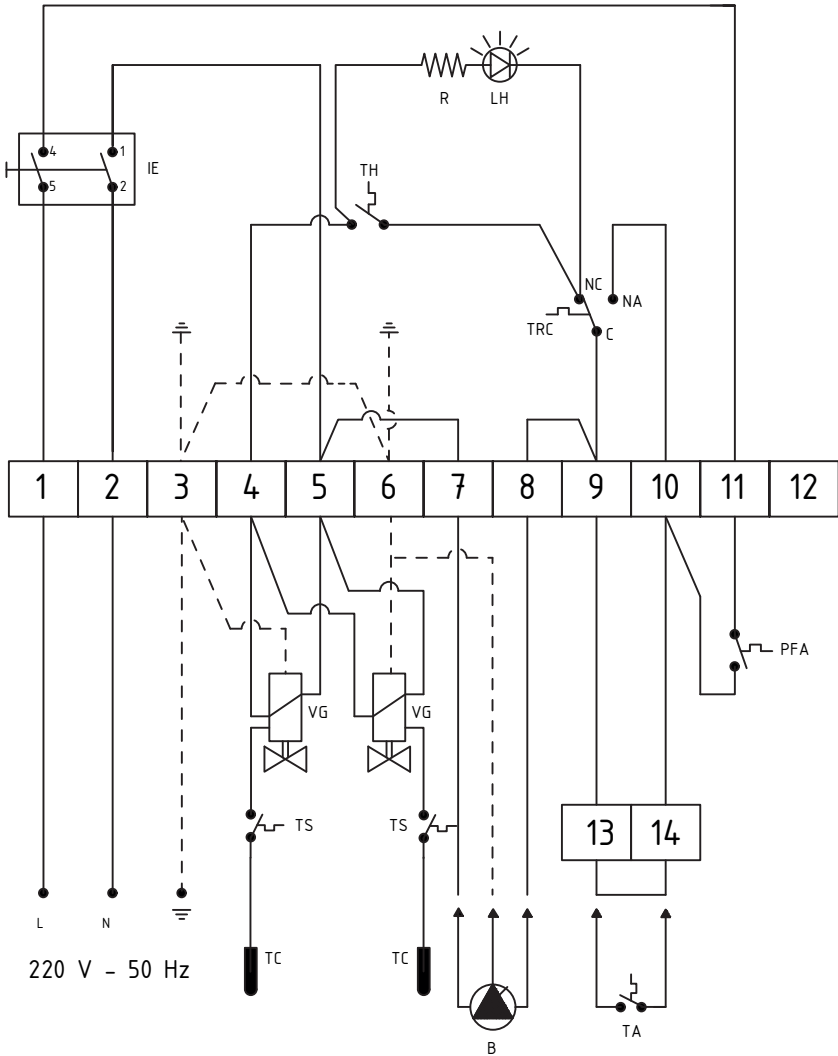 R
LH
4 1
IE
5 2
TH
NC
NA
TRC
C
1 2 3 4 5 6 7 8 9 10 11 12
PFA
VG VG
TS TS
13 14
L N
TC TC
220 V - 50 Hz
TA
B